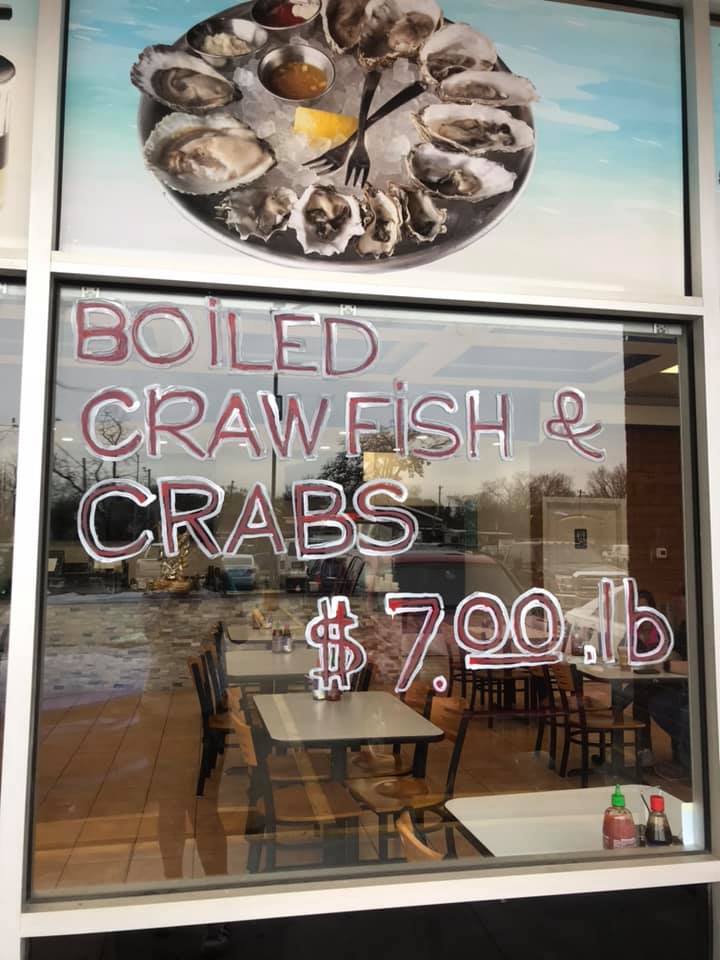 BOiLED
CRAWFiSH &
CRABS
$7.00.lb